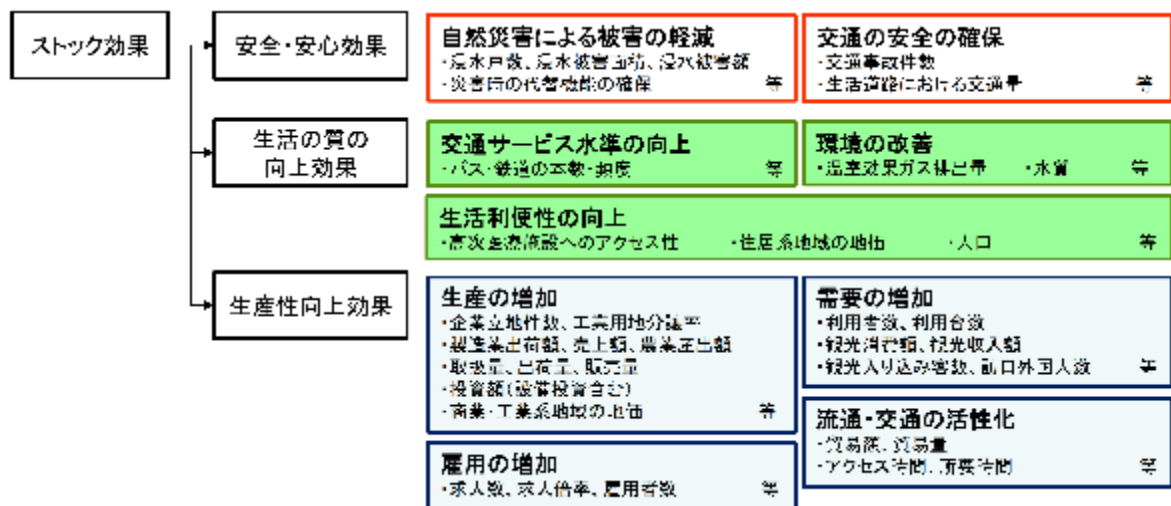 ストック効果
安全・安心効果
自然災害による被害の軽減
・浸水戸数、浸水被害面積、浸水被害額
・災害時の代替機能の確保 等
交通の安全の確保
・交通事故件数
・生活道路における交通量 等
生活の質の
向上効果
交通サービス水準の向上
・バス・鉄道の本数・頻度 等
環境の改善
・温室効果ガス排出量 ・水質 等
生活利便性の向上
・高次医療施設へのアクセス性 ・住居系地域の地価 ・人口 等
生産性向上効果
生産の増加
・企業立地件数、工業用地分譲率
・製造業出荷額、売上額、農業産出額
・取扱量、出荷量、販売量
・投資額(設備投資含む)
・商業・工業系地域の地価 等
需要の増加
・利用者数、利用台数
・観光消費額、観光収入額
・観光入り込み客数、訪日外国人数 等
流通・交通の活性化
・貿易額、貿易量
・アクセス時間、所要時間 等
雇用の増加
・求人数、求人倍率、雇用者数 等